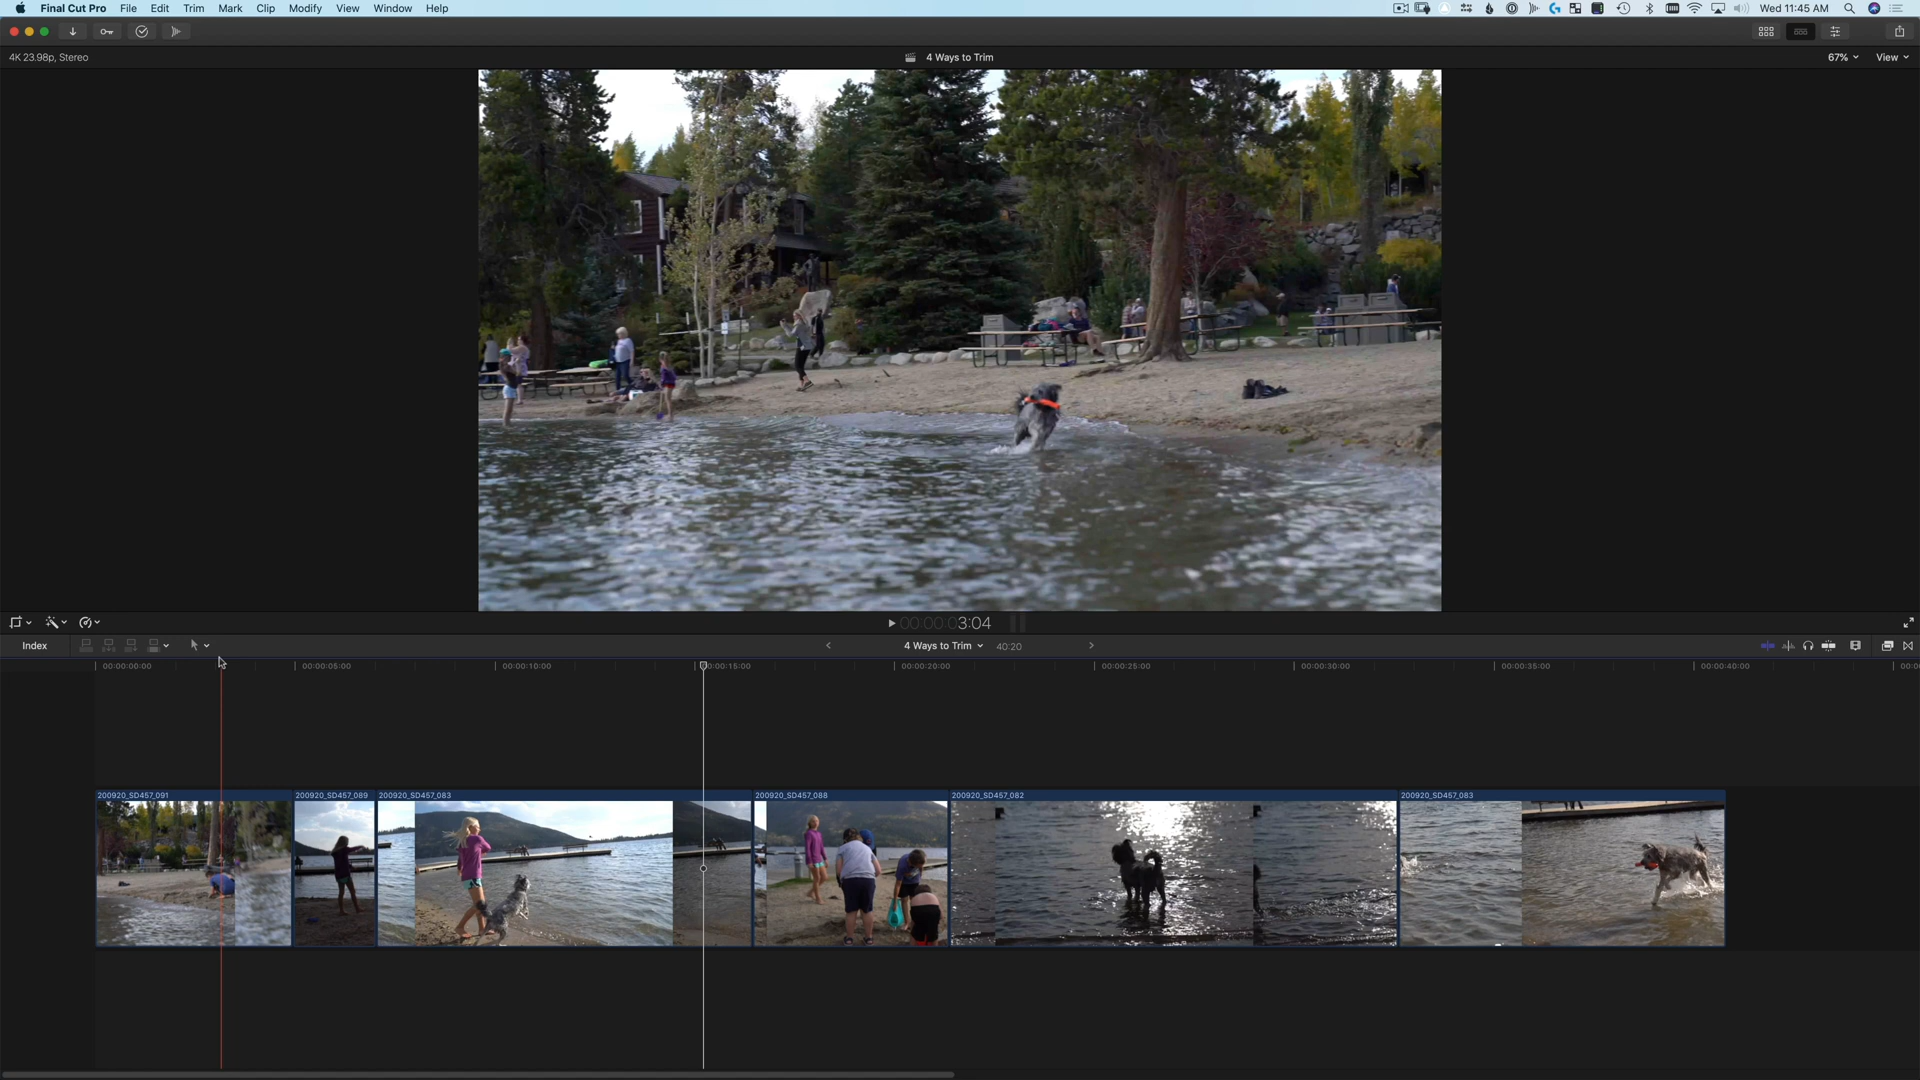 Final Cut Pro File Edit Trim Mark Clip Modify View Window Help Wed 11:45 AM
4K 23.98p, Stereo 4 Ways to Trim 67% View
00:00:003:04
Index 4 Ways to Trim 40:20
00:00:00:00 00:00:05:00 00:00:10:00 00:00:15:00 00:00:20:00 00:00:25:00 00:00:30:00 00:00:35:00 00:00:40:00
200920_SD457_091 200920_SD457_089 200920_SD457_083 200920_SD457_088 200920_SD457_082 200920_SD457_083